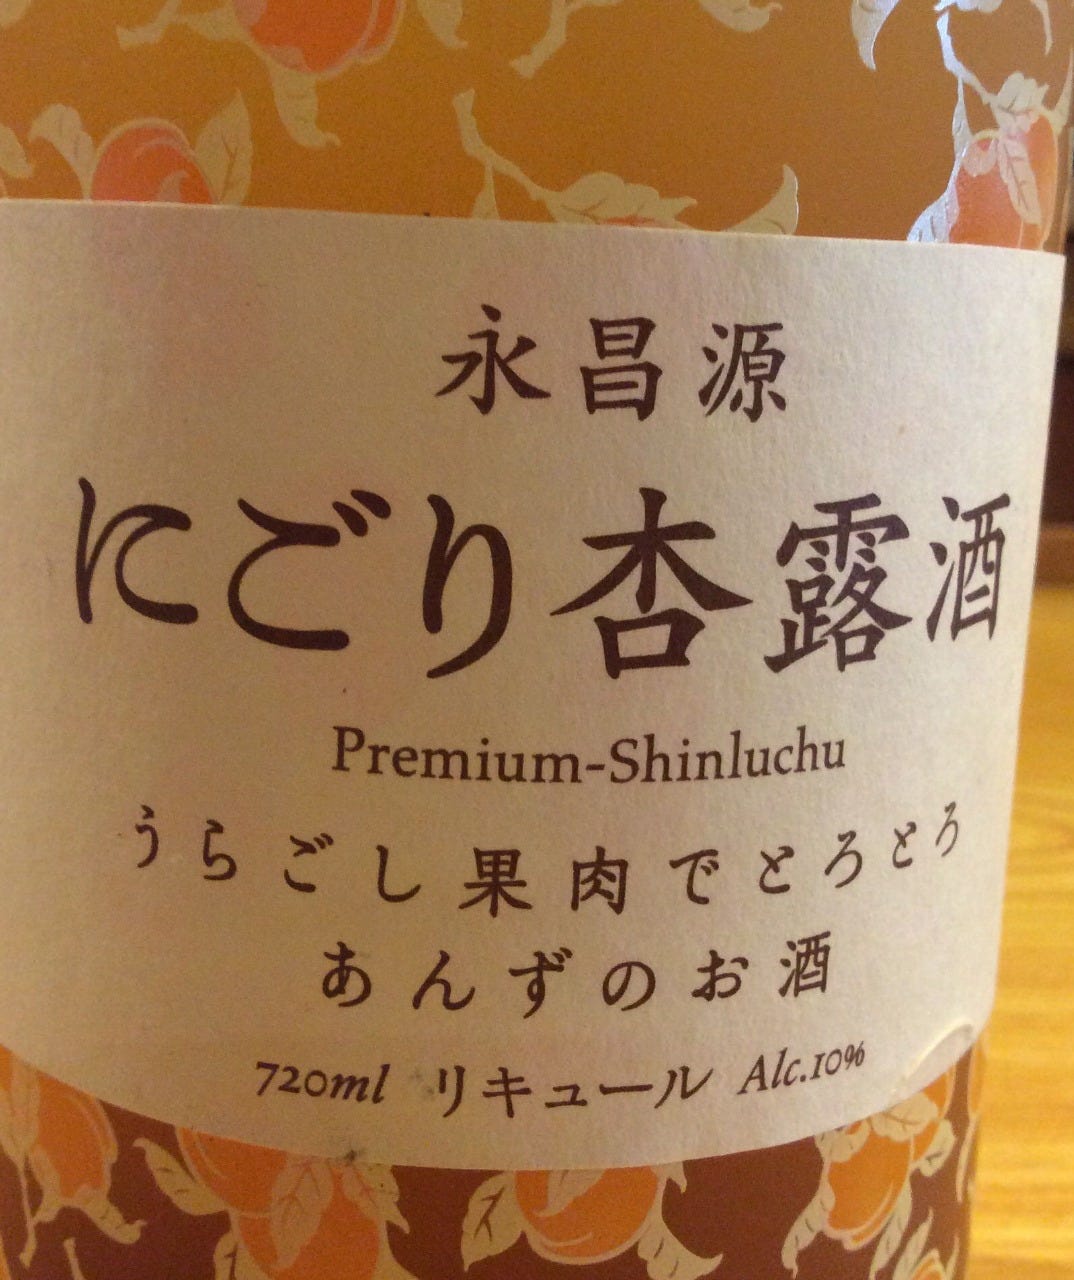 永昌源
にごり杏露酒
Premium-Shinluchu
うらごし果肉でとろとろ
あんずのお酒
720ml リキュール Alc.10%